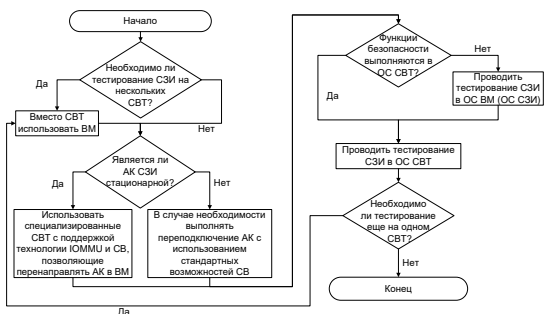 Начало
Необходимо ли
тестирование СЗИ на
нескольких
СВТ?
Да
Нет
Вместо СВТ
использовать ВМ
Является ли
АК СЗИ
стационарной?
Да
Нет
Использовать
специализированные
СВТ с поддержкой
технологии IOMMU и СВ,
позволяющие
перенаправлять АК в ВМ
В случае необходимости
выполнять
переподключение АК с
использованием
стандартных
возможностей СВ
Функции
безопасности
выполняются в
ОС СВТ?
Нет
Да
Проводить
тестирование СЗИ
в ОС ВМ (ОС СЗИ)
Проводить тестирование
СЗИ в ОС СВТ
Необходимо
ли тестирование
еще на одном
СВТ?
Нет
Конец
Да